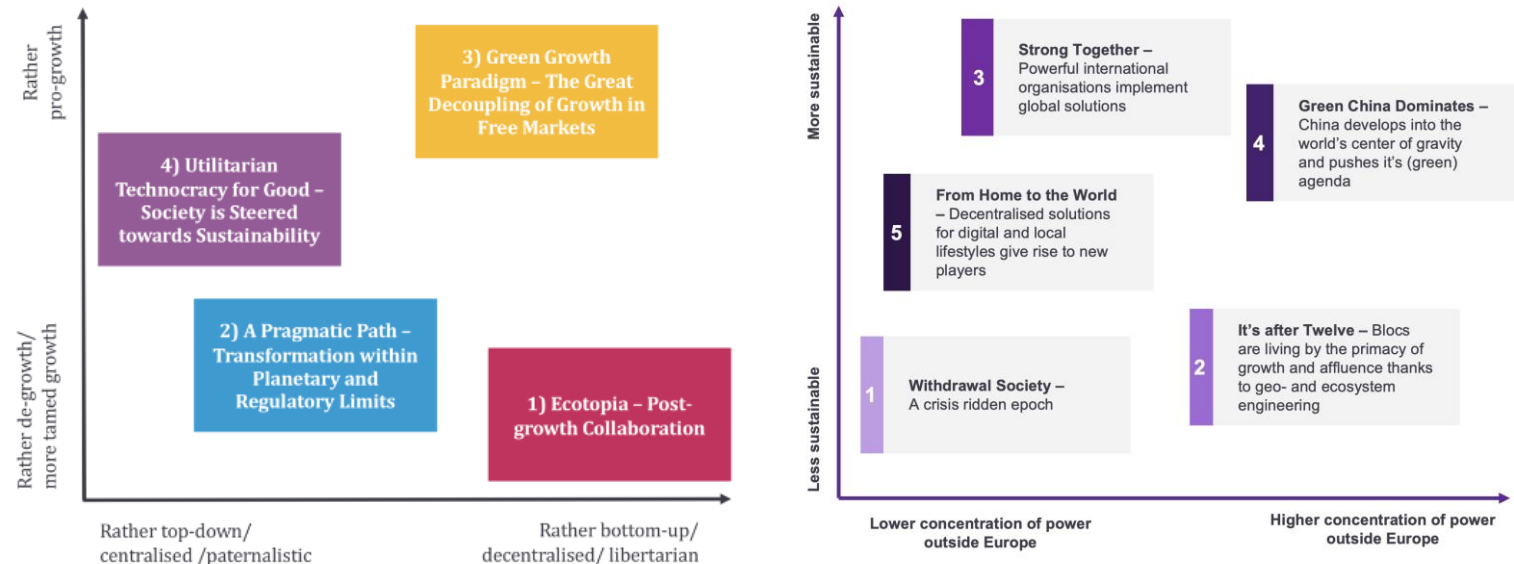 Rather
pro-growth
Rather de-growth/
more tamed growth
3) Green Growth
Paradigm – The Great
Decoupling of Growth in
Free Markets
4) Utilitarian
Technocracy for Good –
Society is Steered
towards Sustainability
2) A Pragmatic Path –
Transformation within
Planetary and
Regulatory Limits
1) Ecotopia – Post-
growth Collaboration
Rather top-down/
centralised /paternalistic
Rather bottom-up/
decentralised/ libertarian
More sustainable
Less sustainable
3
Strong Together –
Powerful international
organisations implement
global solutions
4
Green China Dominates –
China develops into the
world's center of gravity
and pushes it's (green)
agenda
5
From Home to the World
– Decentralised solutions
for digital and local
lifestyles give rise to new
players
2
It's after Twelve – Blocs
are living by the primacy of
growth and affluence thanks
to geo- and ecosystem
engineering
1
Withdrawal Society –
A crisis ridden epoch
Lower concentration of power
outside Europe
Higher concentration of power
outside Europe